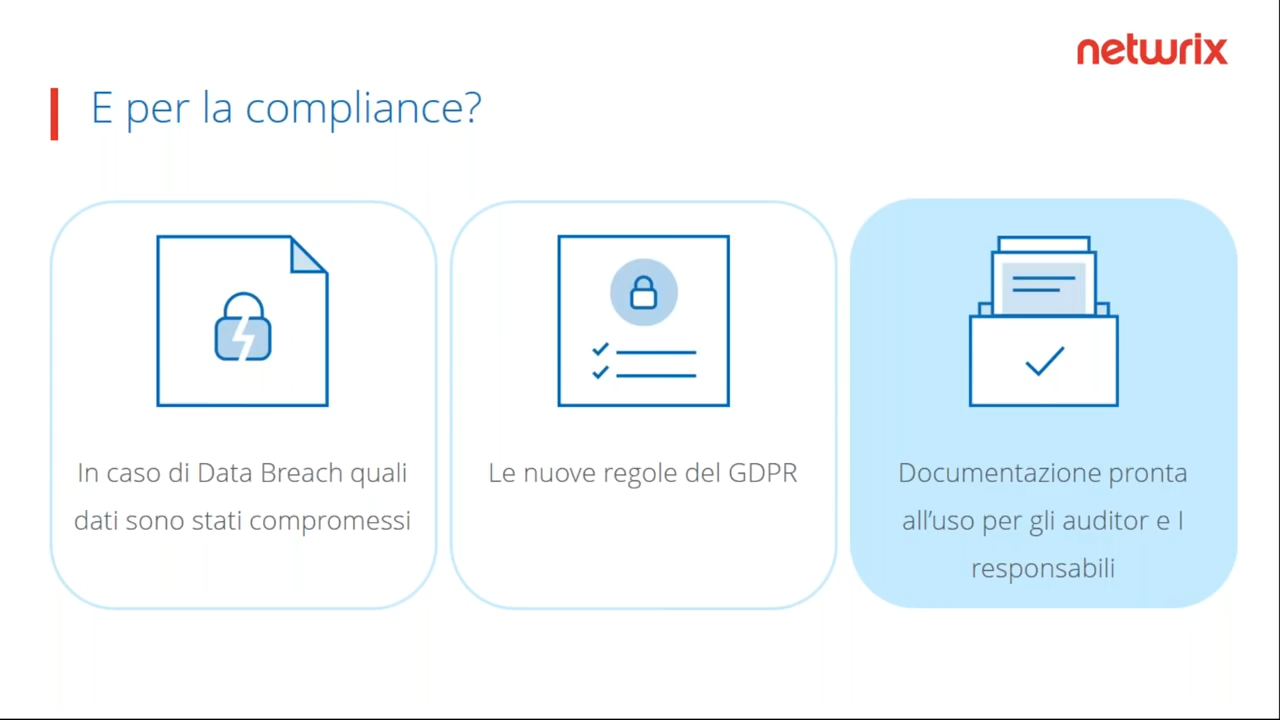 netwrix
E per la compliance?
In caso di Data Breach quali
dati sono stati compromessi
Le nuove regole del GDPR
Documentazione pronta
all’uso per gli auditor e I
responsabili